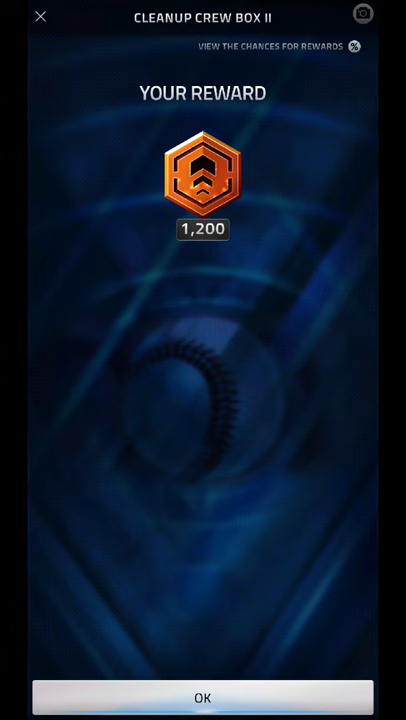 CLEANUP CREW BOX II
VIEW THE CHANCES FOR REWARDS %
YOUR REWARD
1,200
OK